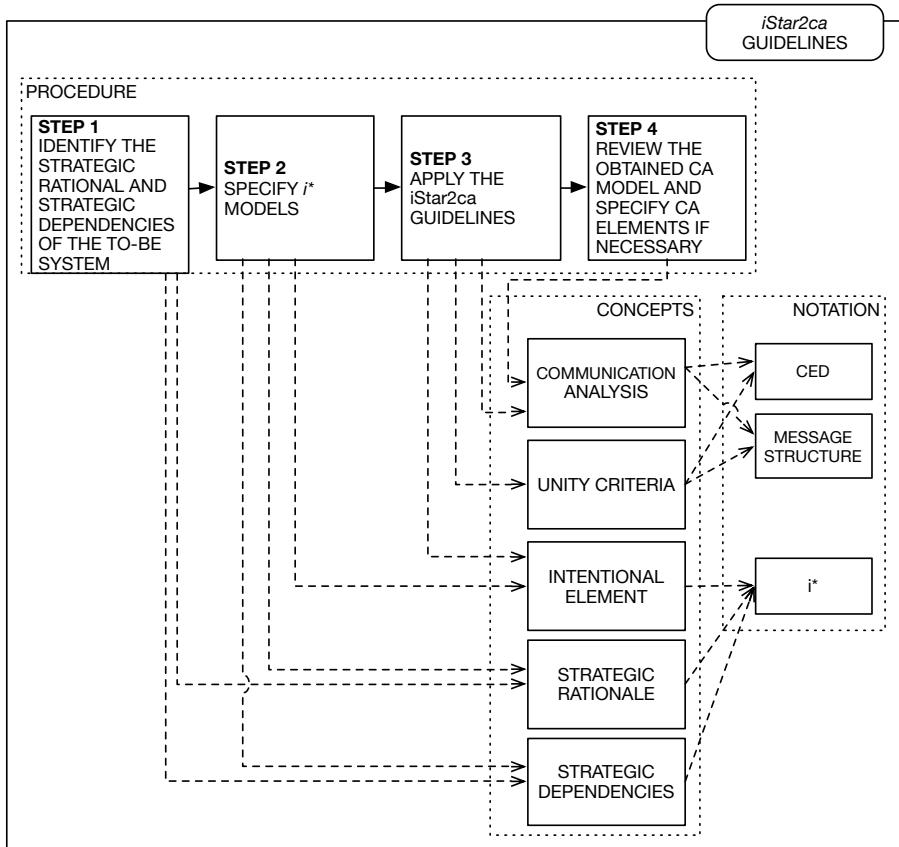 iStar2ca
GUIDELINES
PROCEDURE
STEP 1
IDENTIFY THE
STRATEGIC
RATIONAL AND
STRATEGIC
DEPENDENCIES
OF THE TO-BE
SYSTEM
STEP 2
SPECIFY i*
MODELS
STEP 3
APPLY THE
iStar2ca
GUIDELINES
STEP 4
REVIEW THE
OBTAINED CA
MODEL AND
SPECIFY CA
ELEMENTS IF
NECESSARY
CONCEPTS
COMMUNICATION
ANALYSIS
UNITY CRITERIA
INTENTIONAL
ELEMENT
STRATEGIC
RATIONALE
STRATEGIC
DEPENDENCIES
NOTATION
CED
MESSAGE
STRUCTURE
i*